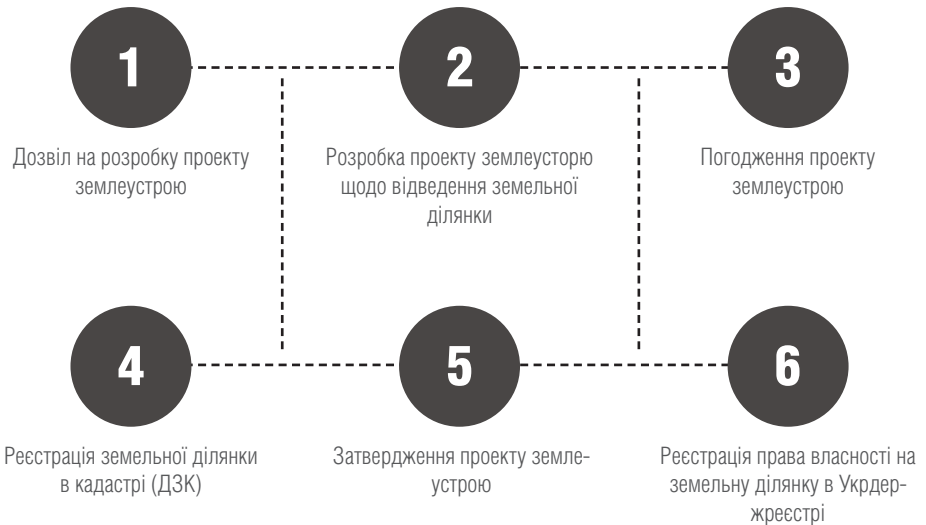 1
Дозвіл на розробку проекту
землеустрою
2
Розробка проекту землеусторю
щодо відведення земельної
ділянки
3
Погодження проекту
землеустрою
4
Реєстрація земельної ділянки
в кадастрі (ДЗК)
5
Затвердження проекту земле-
устрою
6
Реєстрація права власності на
земельну ділянку в Укрдер-
жреєстрі